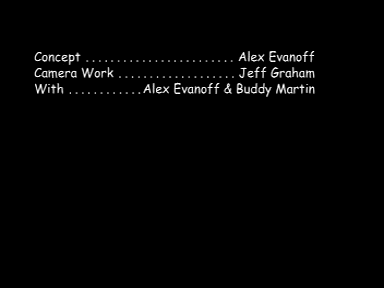 Concept ........................ Alex Evanoff
Camera Work ................... Jeff Graham
With ............Alex Evanoff & Buddy Martin